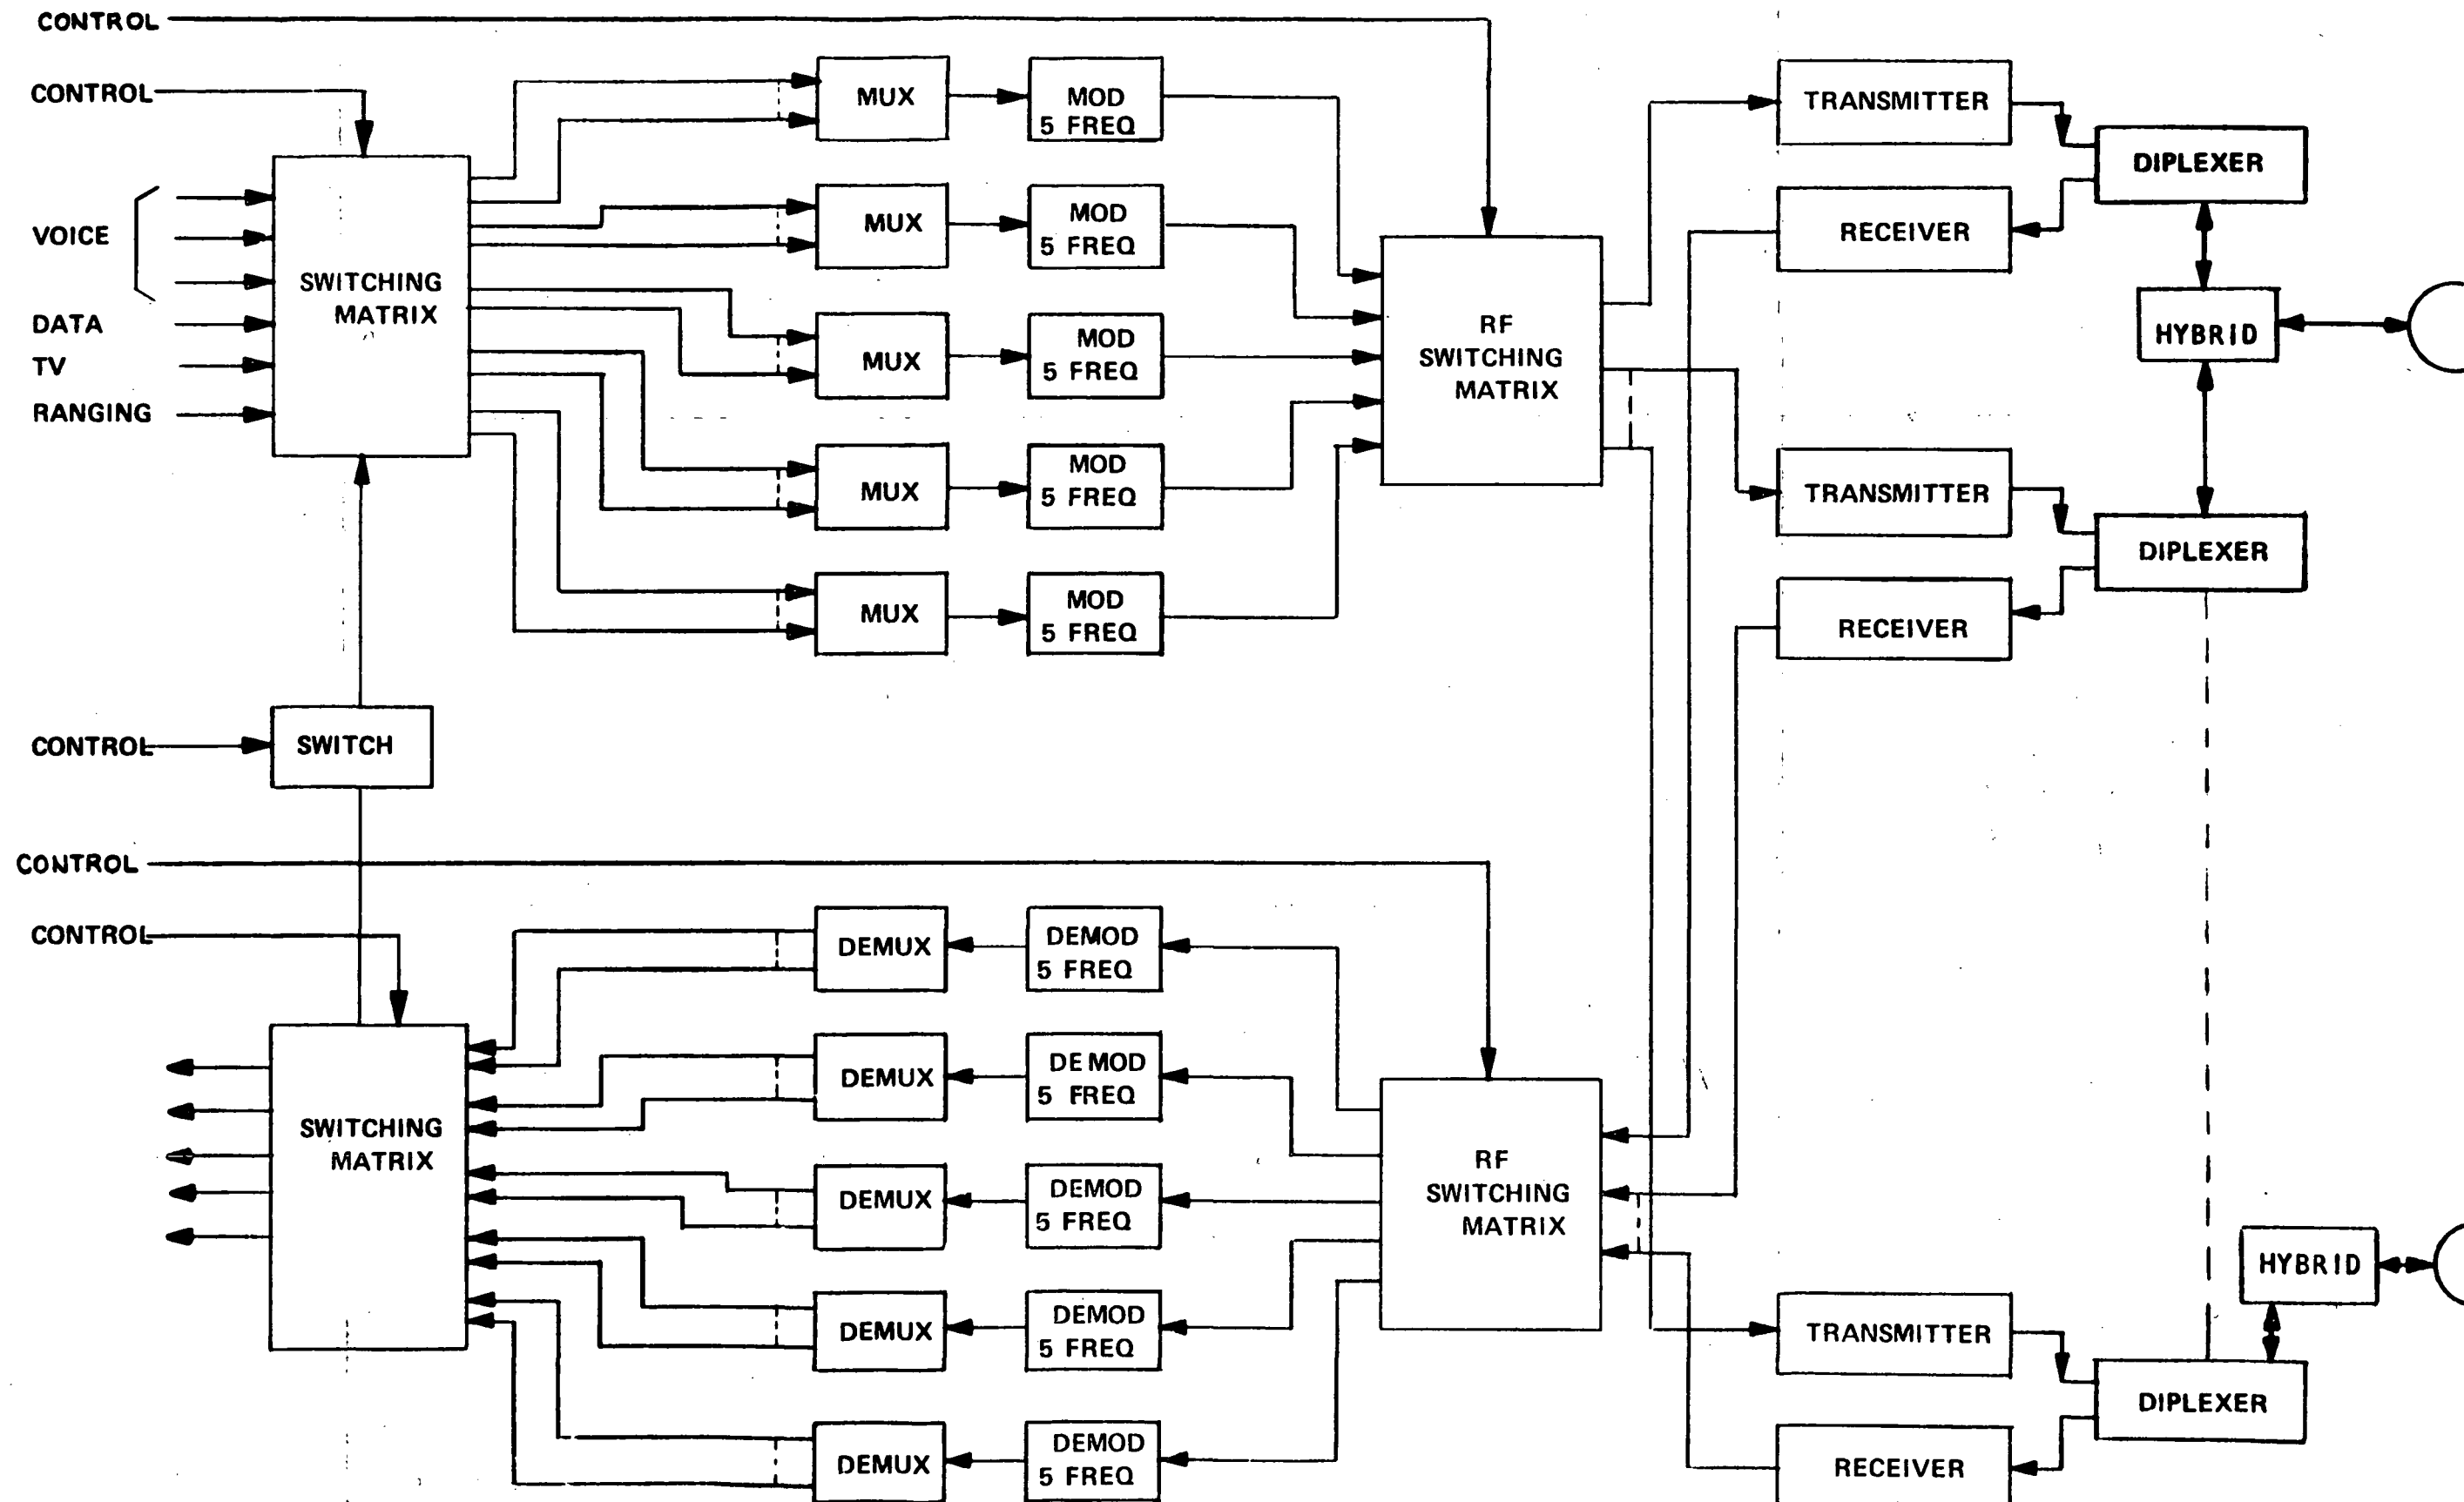 CONTROL
CONTROL
VOICE
DATA
TV
RANGING
SWITCHING
MATRIX
MUX
MOD
5 FREQ
MUX
MOD
5 FREQ
MUX
MOD
5 FREQ
MUX
MOD
5 FREQ
MUX
MOD
5 FREQ
RF
SWITCHING
MATRIX
TRANSMITTER
RECEIVER
DIPLEXER
HYBRID
TRANSMITTER
RECEIVER
DIPLEXER
CONTROL
SWITCH
CONTROL
CONTROL
SWITCHING
MATRIX
DEMUX
DEMOD
5 FREQ
DEMUX
DEMOD
5 FREQ
DEMUX
DEMOD
5 FREQ
DEMUX
DEMOD
5 FREQ
DEMUX
DEMOD
5 FREQ
RF
SWITCHING
MATRIX
HYBRID
TRANSMITTER
DIPLEXER
RECEIVER